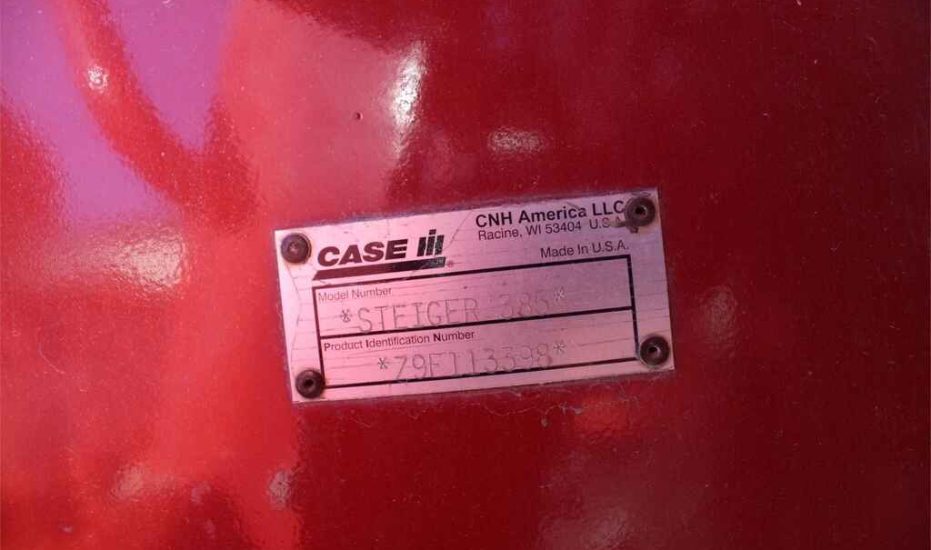 CASE IH
®
CNH America LLC
Racine, WI 53404 U.S.A.
Made In U.S.A.
Model Number
*STEIGER 385*
Product Identification Number
*Z9F113398*